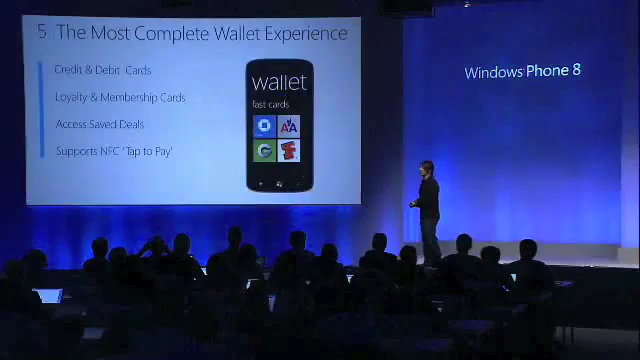 5. The Most Complete Wallet Experience
Credit & Debit Cards
Loyalty & Membership Cards
Access Saved Deals
Supports NFC 'Tap to Pay'
wallet
fast cards
AA
Windows Phone 8